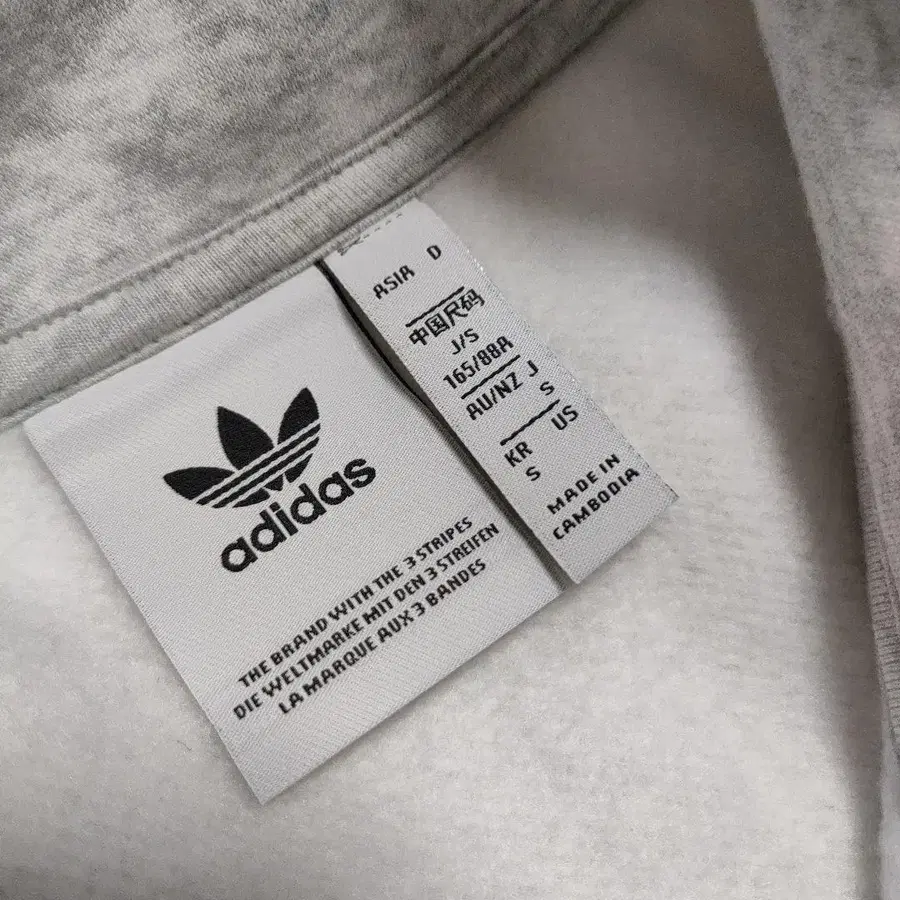 adidas
THE BRAND WITH THE 3 STRIPES
DIE WELTMARKE MIT DEN 3 STREIFEN
LA MARQUE AUX 3 BANDES
ASIA D
中国尺码
J/S
165/88A
AU/NZ J
S
KR US
S
MADE IN
CAMBODIA